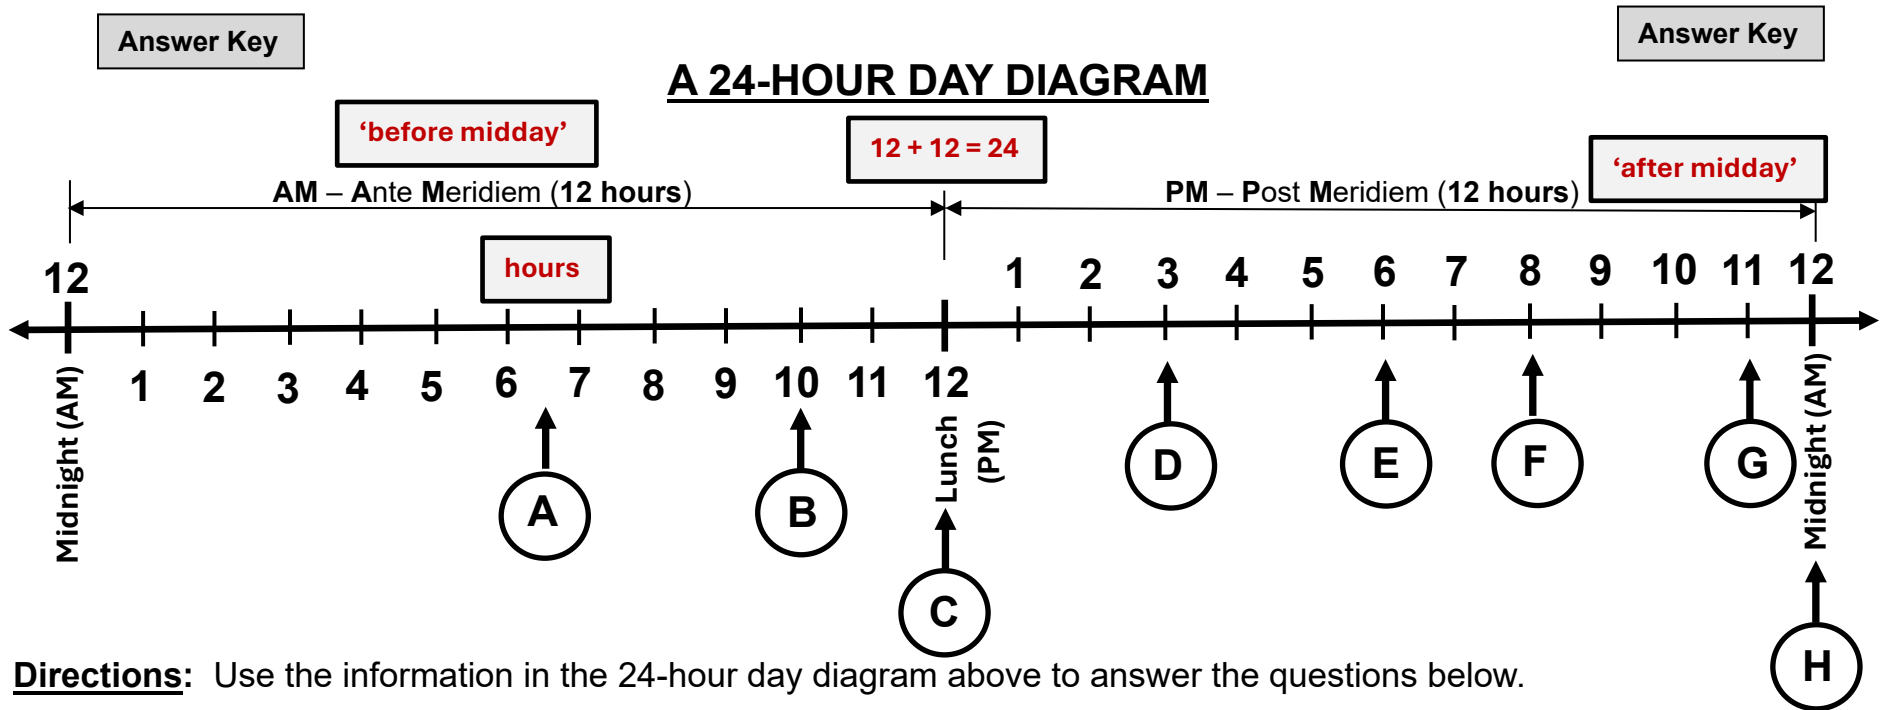 Answer Key
Answer Key
A 24-HOUR DAY DIAGRAM
‘before midday’
12 + 12 = 24
‘after midday’
AM – Ante Meridiem (12 hours)
PM – Post Meridiem (12 hours)
hours
12
1 2 3 4 5 6 7 8 9 10 11 12
1 2 3 4 5 6 7 8 9 10 11 12
Midnight (AM)
Lunch
(PM)
Midnight (AM)
A
B
C
D
E
F
G
H
Directions: Use the information in the 24-hour day diagram above to answer the questions below.